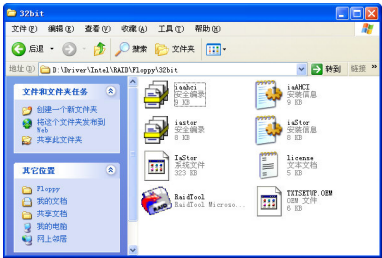 32bit
文件(F) 编辑(E) 查看(V) 收藏(A) 工具(T) 帮助(H)
后退 搜索 文件夹
地址(D) D:\Driver\Intel\RAID\Floppy\32bit 转到 链接 »
文件和文件夹任务
创建一个新文件夹
将这个文件夹发布到
Web
共享此文件夹
其它位置
Floppy
我的文档
共享文档
我的电脑
网上邻居
iaahci
安全编录
9 KB
iaAHCI
安装信息
9 KB
iastor
安全编录
8 KB
iaStor
安装信息
8 KB
IaStor
系统文件
323 KB
license
文本文档
5 KB
RaidTool
RaidTool Microso...
TXTSETUP.OEM
OEM 文件
6 KB